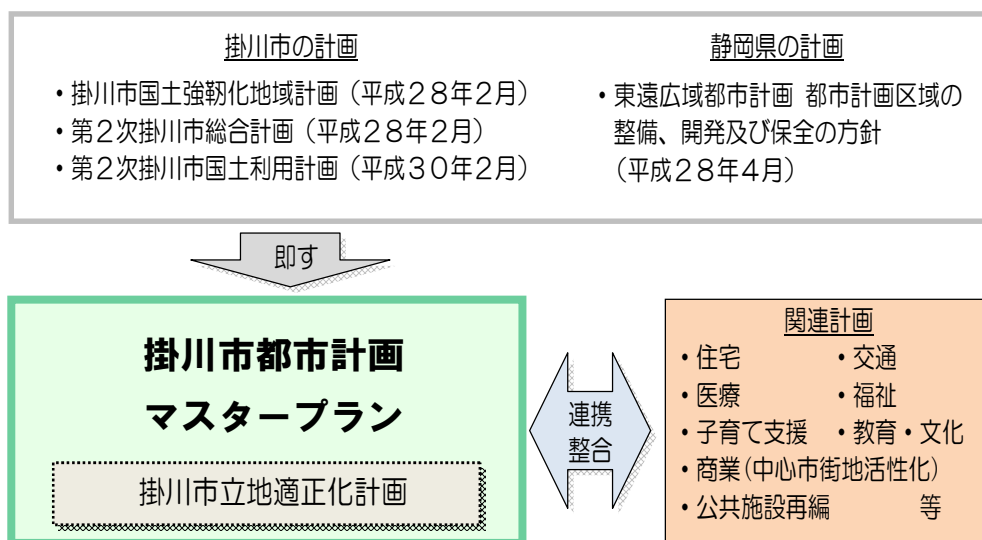 掛川市の計画
・掛川市国土強靱化地域計画（平成２８年２月）
・第２次掛川市総合計画（平成２８年２月）
・第２次掛川市国土利用計画（平成３０年２月）
静岡県の計画
・東遠広域都市計画 都市計画区域の
整備、開発及び保全の方針
（平成２８年４月）
即す
掛川市都市計画
マスタープラン
掛川市立地適正化計画
連携
整合
関連計画
・住宅 ・交通
・医療 ・福祉
・子育て支援 ・教育・文化
・商業(中心市街地活性化)
・公共施設再編 等